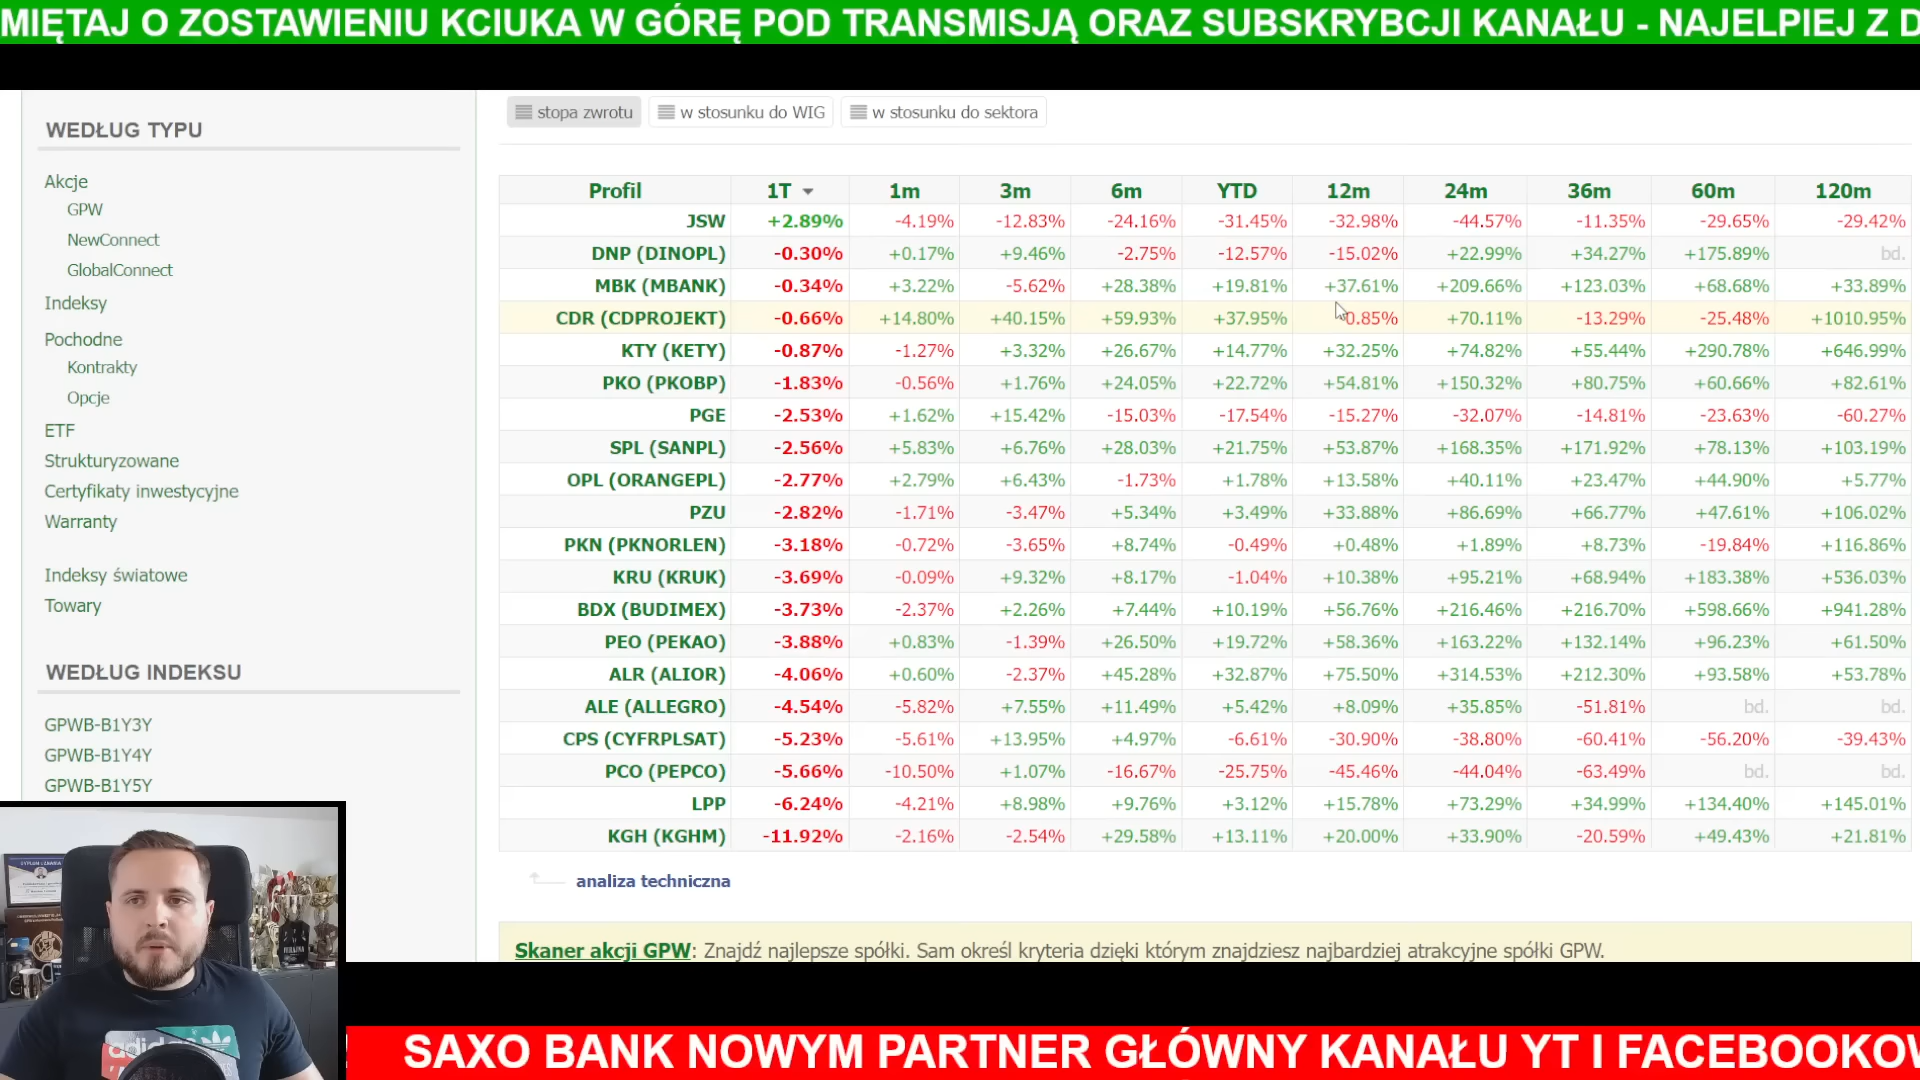 MIĘTAJ O ZOSTAWIENIU KCIUKA W GÓRĘ POD TRANSMISJĄ ORAZ SUBSKRYBCJI KANAŁU - NAJELPIEJ Z D
WEDŁUG TYPU
Akcje
GPW
NewConnect
GlobalConnect
Indeksy
Pochodne
Kontrakty
Opcje
ETF
Strukturyzowane
Certyfikaty inwestycyjne
Warranty
Indeksy światowe
Towary
WEDŁUG INDEKSU
GPWB-B1Y3Y
GPWB-B1Y4Y
GPWB-B1Y5Y
stopa zwrotu w stosunku do WIG w stosunku do sektora
Profil 1T 1m 3m 6m YTD 12m 24m 36m 60m 120m
JSW +2.89% -4.19% -12.83% -24.16% -31.45% -32.98% -44.57% -11.35% -29.65% -29.42%
DNP (DINOPL) -0.30% +0.17% +9.46% -2.75% -12.57% -15.02% +22.99% +34.27% +175.89% bd.
MBK (MBANK) -0.34% +3.22% -5.62% +28.38% +19.81% +37.61% +209.66% +123.03% +68.68% +33.89%
CDR (CDPROJEKT) -0.66% +14.80% +40.15% +59.93% +37.95% 0.85% +70.11% -13.29% -25.48% +1010.95%
KTY (KETY) -0.87% -1.27% +3.32% +26.67% +14.77% +32.25% +74.82% +55.44% +290.78% +646.99%
PKO (PKOBP) -1.83% -0.56% +1.76% +24.05% +22.72% +54.81% +150.32% +80.75% +60.66% +82.61%
PGE -2.53% +1.62% +15.42% -15.03% -17.54% -15.27% -32.07% -14.81% -23.63% -60.27%
SPL (SANPL) -2.56% +5.83% +6.76% +28.03% +21.75% +53.87% +168.35% +171.92% +78.13% +103.19%
OPL (ORANGEPL) -2.77% +2.79% +6.43% -1.73% +1.78% +13.58% +40.11% +23.47% +44.90% +5.77%
PZU -2.82% -1.71% -3.47% +5.34% +3.49% +33.88% +86.69% +66.77% +47.61% +106.02%
PKN (PKNORLEN) -3.18% -0.72% -3.65% +8.74% -0.49% +0.48% +1.89% +8.73% -19.84% +116.86%
KRU (KRUK) -3.69% -0.09% +9.32% +8.17% -1.04% +10.38% +95.21% +68.94% +183.38% +536.03%
BDX (BUDIMEX) -3.73% -2.37% +2.26% +7.44% +10.19% +56.76% +216.46% +216.70% +598.66% +941.28%
PEO (PEKAO) -3.88% +0.83% -1.39% +26.50% +19.72% +58.36% +163.22% +132.14% +96.23% +61.50%
ALR (ALIOR) -4.06% +0.60% -2.37% +45.28% +32.87% +75.50% +314.53% +212.30% +93.58% +53.78%
ALE (ALLEGRO) -4.54% -5.82% +7.55% +11.49% +5.42% +8.09% +35.85% -51.81% bd. bd.
CPS (CYFRPLSAT) -5.23% -5.61% +13.95% +4.97% -6.61% -30.90% -38.80% -60.41% -56.20% -39.43%
PCO (PEPCO) -5.66% -10.50% +1.07% -16.67% -25.75% -45.46% -44.04% -63.49% bd. bd.
LPP -6.24% -4.21% +8.98% +9.76% +3.12% +15.78% +73.29% +34.99% +134.40% +145.01%
KGH (KGHM) -11.92% -2.16% -2.54% +29.58% +13.11% +20.00% +33.90% -20.59% +49.43% +21.81%
analiza techniczna
Skaner akcji GPW: Znajdź najlepsze spółki. Sam określ kryteria dzięki którym znajdziesz najbardziej atrakcyjne spółki GPW.
adidas
SAXO BANK NOWYM PARTNER GŁÓWNY KANAŁU YT I FACEBOOKOW